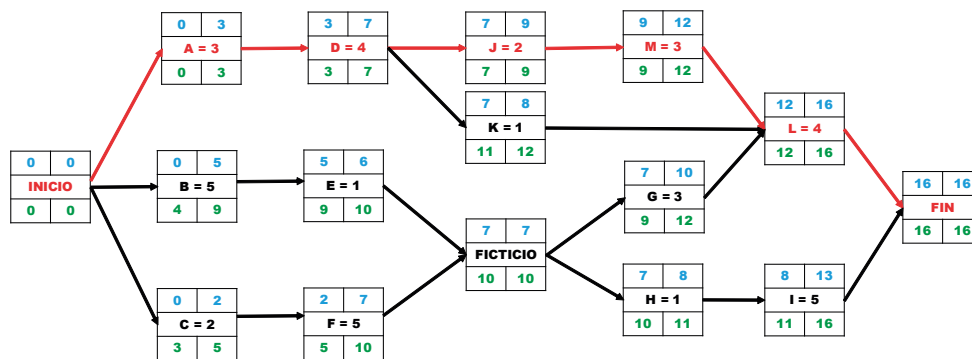 0 3
A = 3
0 3
3 7
D = 4
3 7
7 9
J = 2
7 9
9 12
M = 3
9 12
7 8
K = 1
11 12
12 16
L = 4
12 16
0 0
INICIO
0 0
0 5
B = 5
4 9
5 6
E = 1
9 10
7 10
G = 3
9 12
16 16
FIN
16 16
7 7
FICTICIO
10 10
0 2
C = 2
3 5
2 7
F = 5
5 10
7 8
H = 1
10 11
8 13
I = 5
11 16